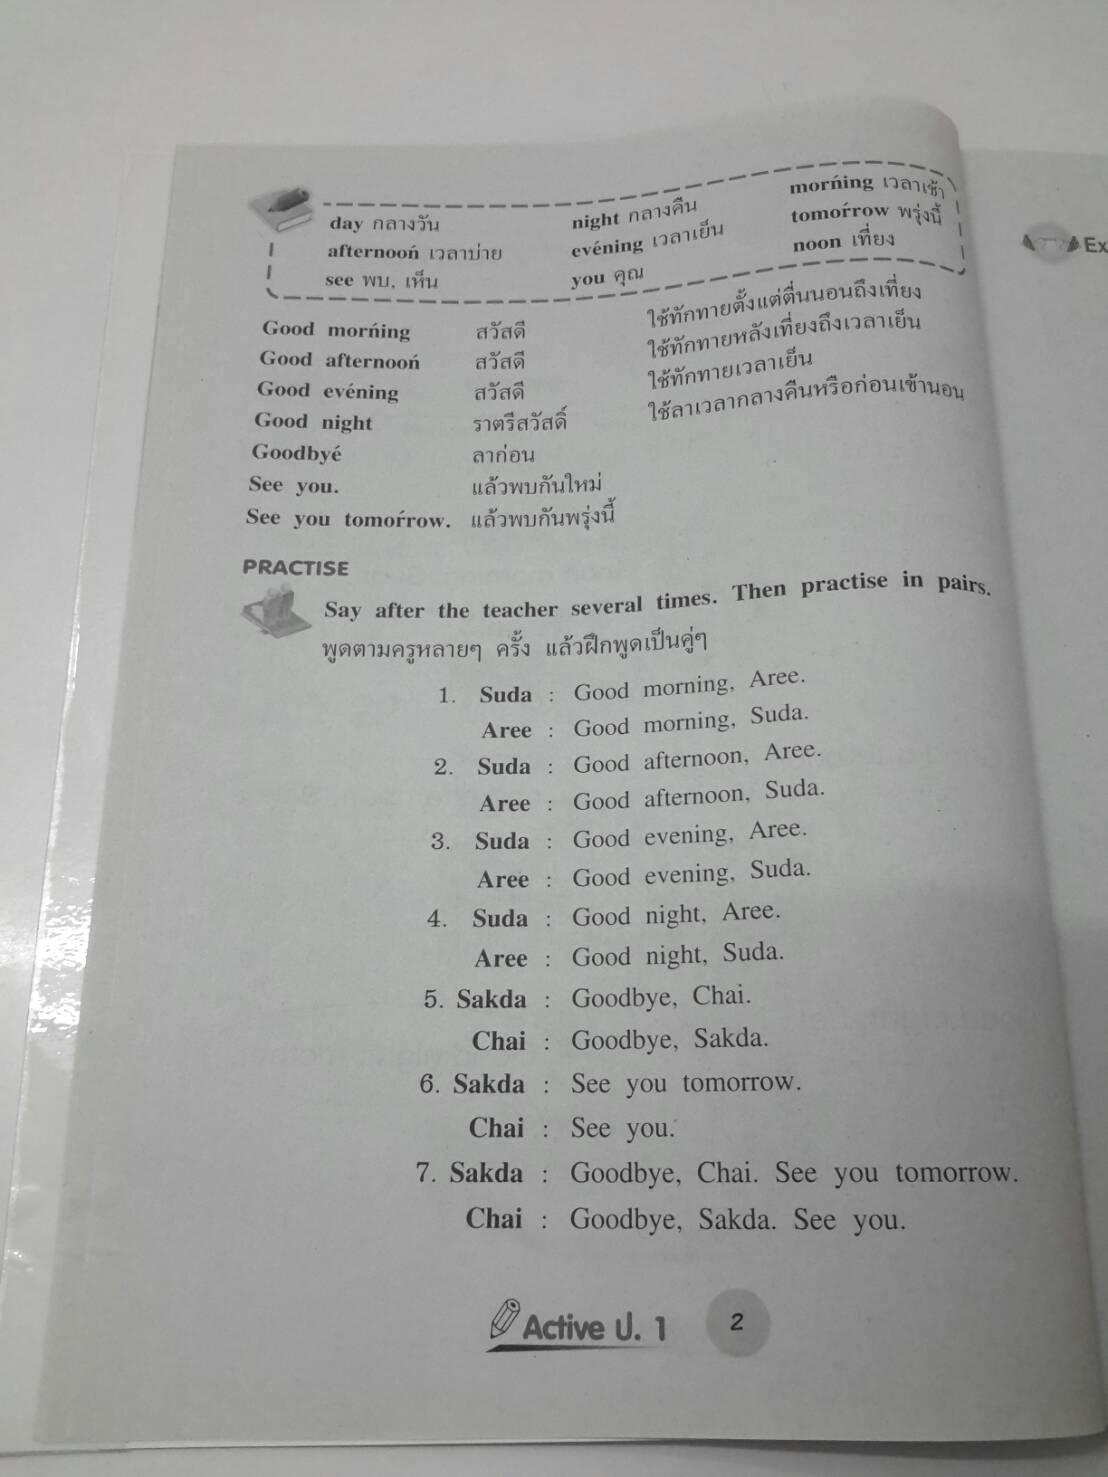 day กลางวัน night กลางคืน morńing เวลาเช้า
afternooń เวลาบ่าย evéning เวลาเย็น tomoŕrow พรุ่งนี้
see พบ, เห็น you คุณ noon เที่ยง
Good morńing สวัสดี ใช้ทักทายตั้งแต่ตื่นนอนถึงเที่ยง
Good afternooń สวัสดี ใช้ทักทายหลังเที่ยงถึงเวลาเย็น
Good evéning สวัสดี ใช้ทักทายเวลาเย็น
Good night ราตรีสวัสดิ์ ใช้ลาเวลากลางคืนหรือก่อนเข้านอน
Goodbyé ลาก่อน
See you. แล้วพบกันใหม่
See you tomoŕrow. แล้วพบกันพรุ่งนี้
PRACTISE
Say after the teacher several times. Then practise in pairs.
พูดตามครูหลายๆ ครั้ง แล้วฝึกพูดเป็นคู่ๆ
1. Suda : Good morning, Aree.
Aree : Good morning, Suda.
2. Suda : Good afternoon, Aree.
Aree : Good afternoon, Suda.
3. Suda : Good evening, Aree.
Aree : Good evening, Suda.
4. Suda : Good night, Aree.
Aree : Good night, Suda.
5. Sakda : Goodbye, Chai.
Chai : Goodbye, Sakda.
6. Sakda : See you tomorrow.
Chai : See you.
7. Sakda : Goodbye, Chai. See you tomorrow.
Chai : Goodbye, Sakda. See you.
Active ป. 1 2
Ex